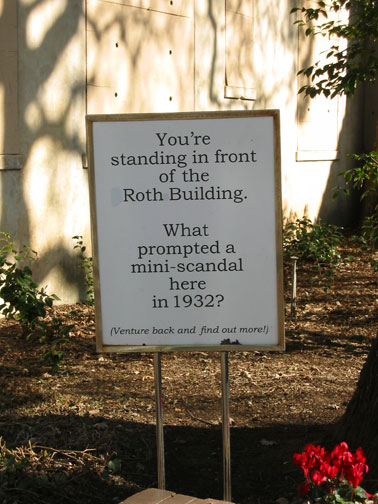 You're
standing in front
of the
Roth Building.
What
prompted a
mini-scandal
here
in 1932?
(Venture back and find out more!)